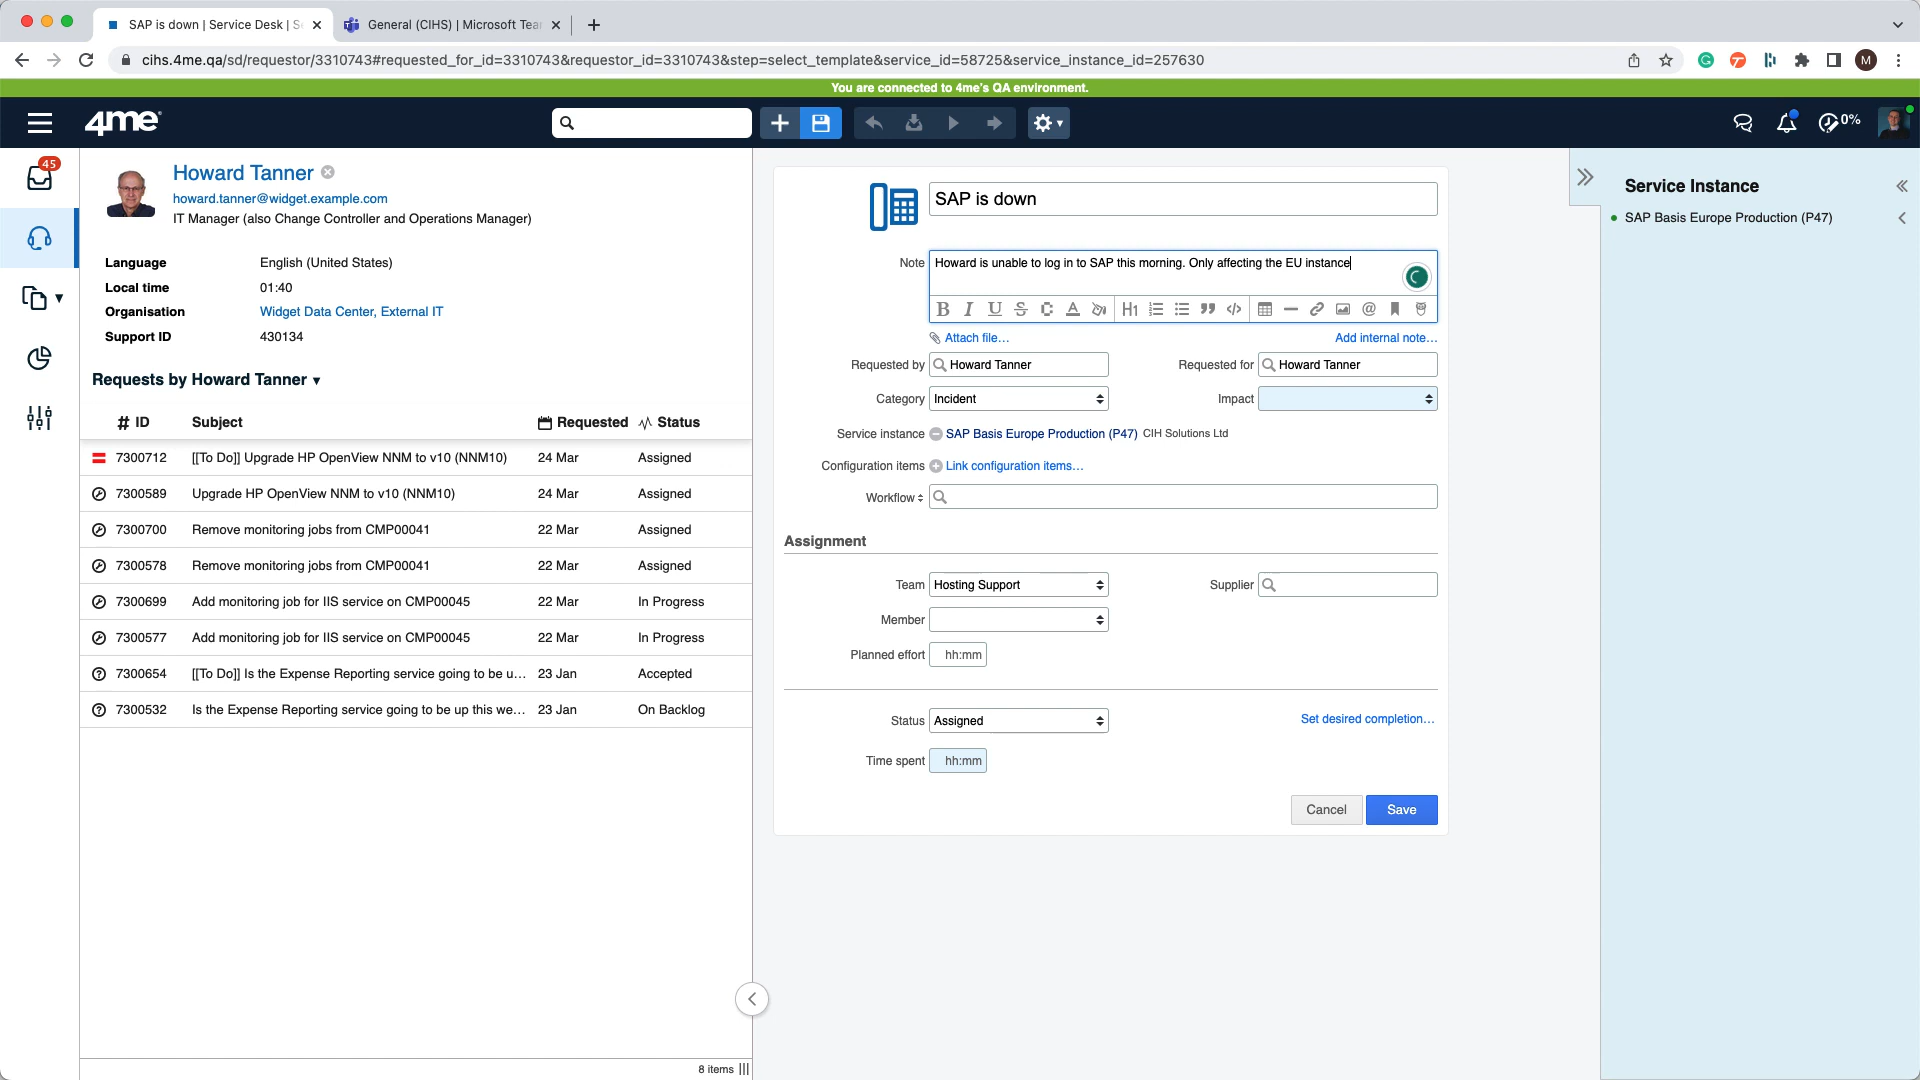 SAP is down | Service Desk | S
General (CIHS) | Microsoft Tea
cihs.4me.qa/sd/requestor/3310743#requested_for_id=3310743&requestor_id=3310743&step=select_template&service_id=58725&service_instance_id=257630
M
You are connected to 4me's QA environment.
4me
0%
45
Howard Tanner
howard.tanner@widget.example.com
IT Manager (also Change Controller and Operations Manager)
Language English (United States)
Local time 01:40
Organisation Widget Data Center, External IT
Support ID 430134
Requests by Howard Tanner
# ID Subject Requested Status
7300712 [[To Do]] Upgrade HP OpenView NNM to v10 (NNM10) 24 Mar Assigned
7300589 Upgrade HP OpenView NNM to v10 (NNM10) 24 Mar Assigned
7300700 Remove monitoring jobs from CMP00041 22 Mar Assigned
7300578 Remove monitoring jobs from CMP00041 22 Mar Assigned
7300699 Add monitoring job for IIS service on CMP00045 22 Mar In Progress
7300577 Add monitoring job for IIS service on CMP00045 22 Mar In Progress
7300654 [[To Do]] Is the Expense Reporting service going to be u... 23 Jan Accepted
7300532 Is the Expense Reporting service going to be up this we... 23 Jan On Backlog
8 items
SAP is down
Note Howard is unable to log in to SAP this morning. Only affecting the EU instance
B I U S C A H1
Attach file... Add internal note...
Requested by Howard Tanner Requested for Howard Tanner
Category Incident Impact
Service instance SAP Basis Europe Production (P47) CIH Solutions Ltd
Configuration items Link configuration items...
Workflow
Assignment
Team Hosting Support Supplier
Member
Planned effort hh:mm
Status Assigned Set desired completion...
Time spent hh:mm
Cancel Save
Service Instance
SAP Basis Europe Production (P47)